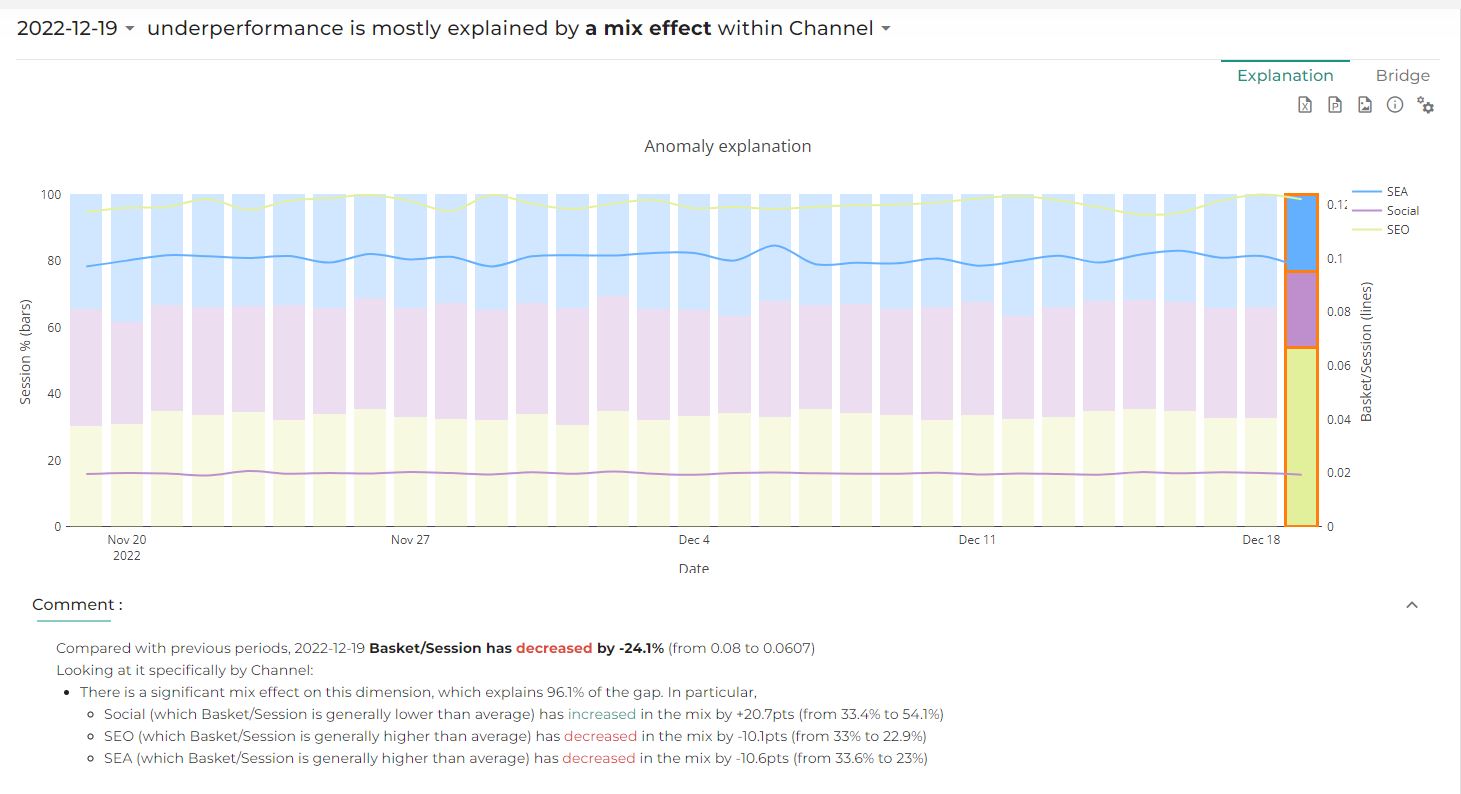 2022-12-19 underperformance is mostly explained by a mix effect within Channel
Explanation Bridge
Anomaly explanation
100
80
60
40
20
0
Session % (bars)
0.12
0.1
0.08
0.06
0.04
0.02
0
Basket/Session (lines)
SEA
Social
SEO
Nov 20
2022
Nov 27
Dec 4
Dec 11
Dec 18
Date
Comment :
Compared with previous periods, 2022-12-19 Basket/Session has decreased by -24.1% (from 0.08 to 0.0607)
Looking at it specifically by Channel:
There is a significant mix effect on this dimension, which explains 96.1% of the gap. In particular,
Social (which Basket/Session is generally lower than average) has increased in the mix by +20.7pts (from 33.4% to 54.1%)
SEO (which Basket/Session is generally higher than average) has decreased in the mix by -10.1pts (from 33% to 22.9%)
SEA (which Basket/Session is generally higher than average) has decreased in the mix by -10.6pts (from 33.6% to 23%)